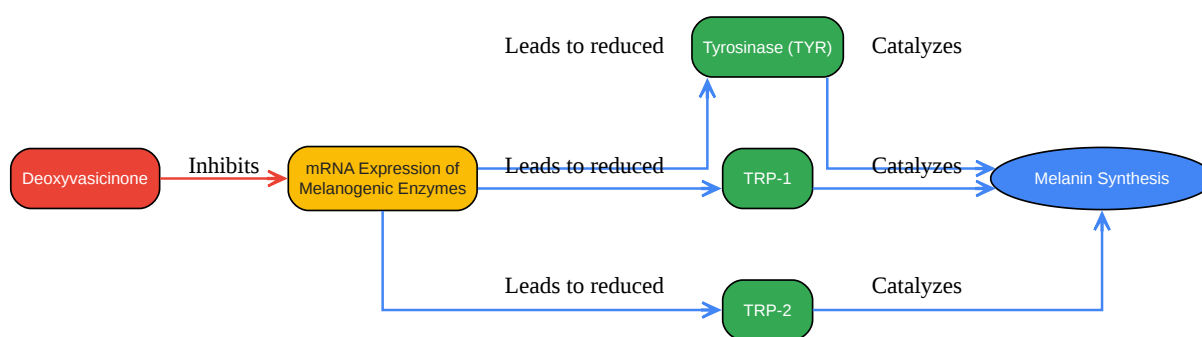 Leads to reduced
Tyrosinase (TYR)
Catalyzes
Deoxyvasicinone
Inhibits
mRNA Expression of
Melanogenic Enzymes
Leads to reduced
TRP-1
Catalyzes
Melanin Synthesis
Leads to reduced
TRP-2
Catalyzes